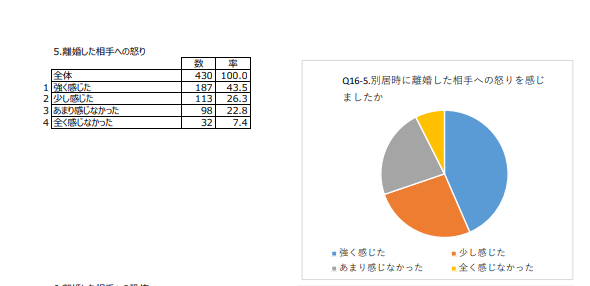 5.離婚した相手への怒り
数 率
全体 430 100.0
1 強く感じた 187 43.5
2 少し感じた 113 26.3
3 あまり感じなかった 98 22.8
4 全く感じなかった 32 7.4
Q16-5.別居時に離婚した相手への怒りを感じ
ましたか
強く感じた 少し感じた
あまり感じなかった 全く感じなかった